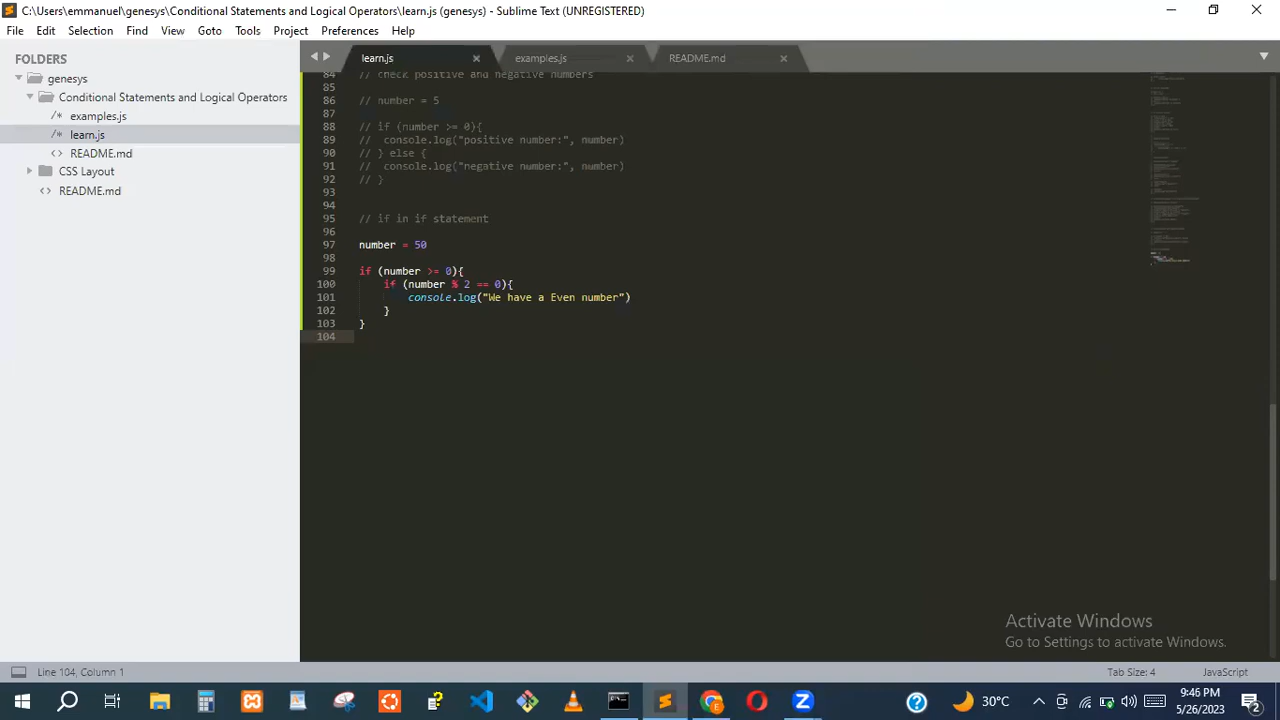 C:\Users\emmanuel\genesys\Conditional Statements and Logical Operators\learn.js (genesys) - Sublime Text (UNREGISTERED)
File Edit Selection Find View Goto Tools Project Preferences Help
FOLDERS
genesys
Conditional Statements and Logical Operators
/* examples.js
/* learn.js
<> README.md
CSS Layout
<> README.md
learn.js × examples.js × README.md ×
84 // check positive and negative numbers
85
86 // number = 5
87
88 // if (number >= 0){
89 //  console.log("positive number:", number)
90 // } else {
91 //  console.log("negative number:", number)
92 // }
93
94
95 // if in if statement
96
97 number = 50
98
99 if (number >= 0){
100     if (number % 2 == 0){
101         console.log("We have a Even number")
102     }
103 }
104
Activate Windows
Go to Settings to activate Windows.
Line 104, Column 1 Tab Size: 4 JavaScript
30°C 9:46 PM
5/26/2023
2